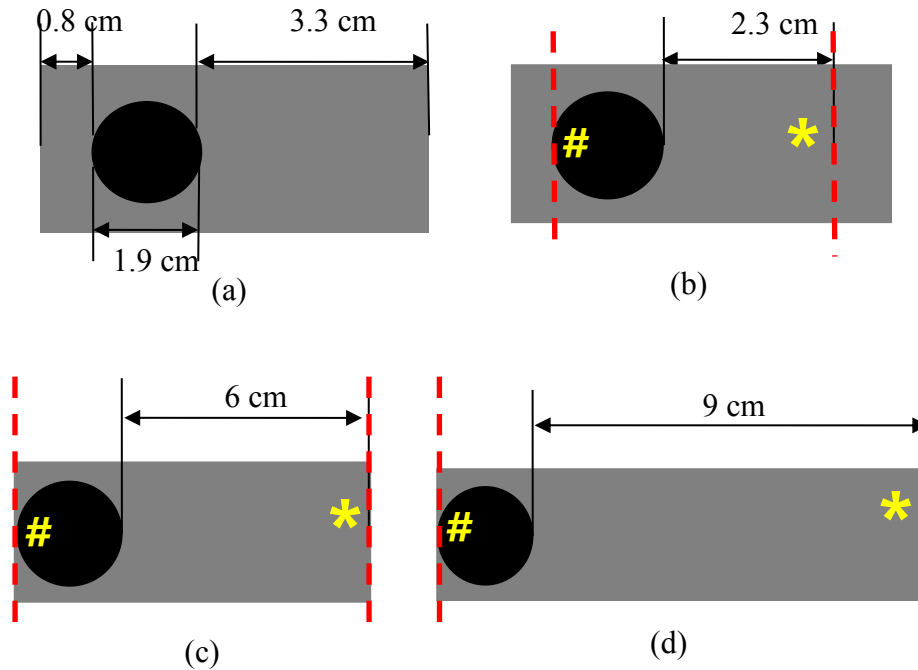 0.8 cm
3.3 cm
1.9 cm
(a)
2.3 cm
#
*
(b)
6 cm
#
*
(c)
9 cm
#
*
(d)